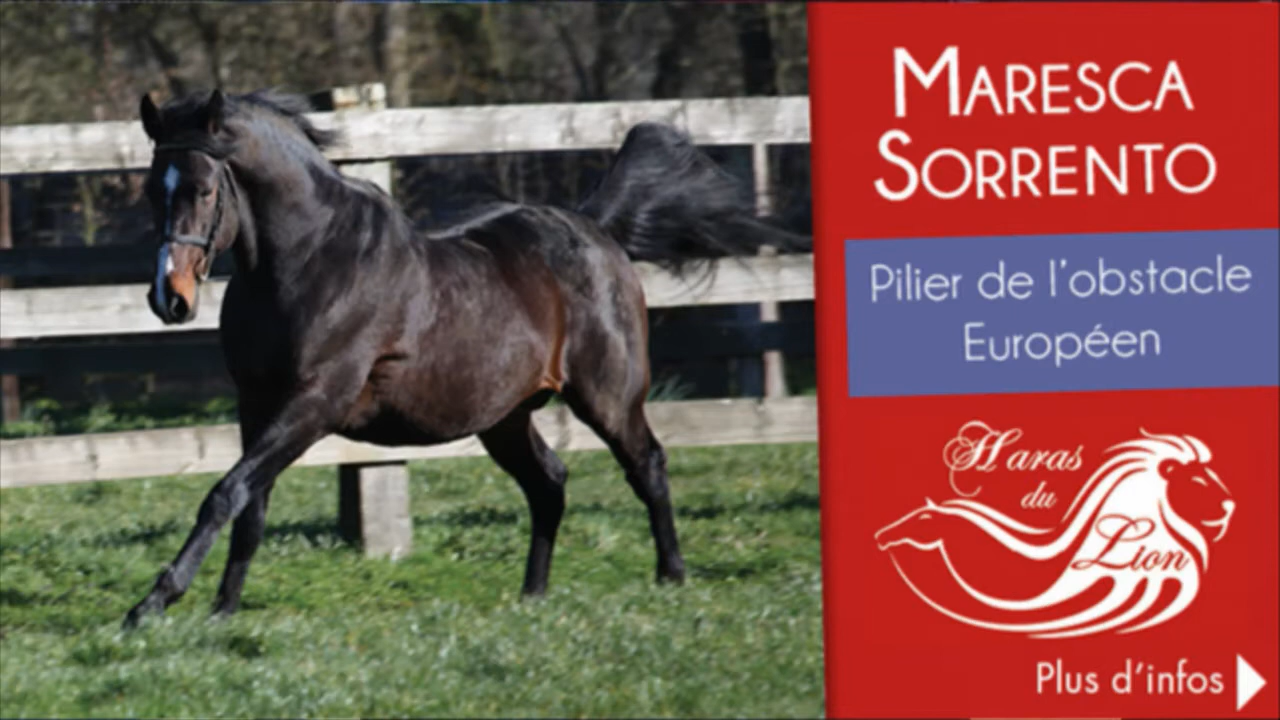 MARESCA
SORRENTO
Pilier de l'obstacle
Européen
Haras
du
Lion
Plus d'infos